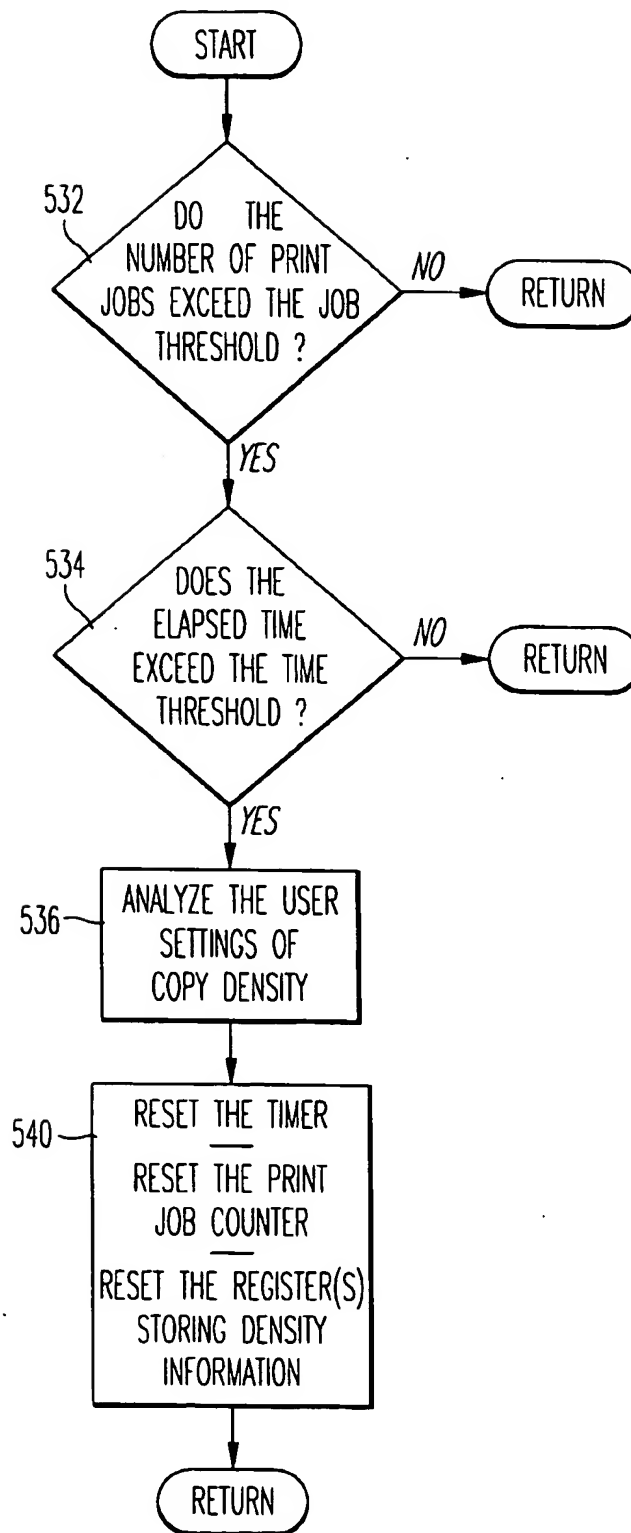 START
532
DO THE
NUMBER OF PRINT
JOBS EXCEED THE JOB
THRESHOLD ?
NO
RETURN
YES
534
DOES THE
ELAPSED TIME
EXCEED THE TIME
THRESHOLD ?
NO
RETURN
YES
536
ANALYZE THE USER
SETTINGS OF
COPY DENSITY
540
RESET THE TIMER
RESET THE PRINT
JOB COUNTER
RESET THE REGISTER(S)
STORING DENSITY
INFORMATION
RETURN